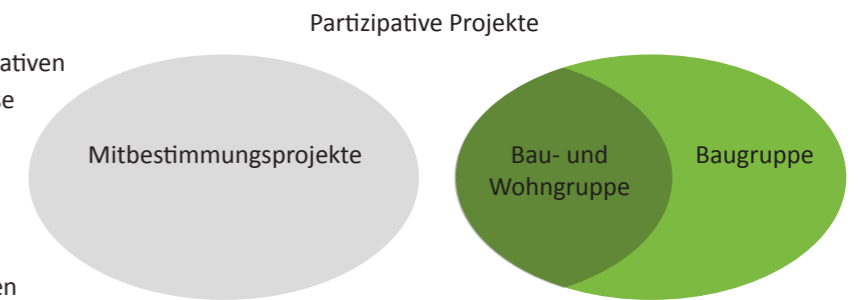 Partizipative Projekte
Mitbestimmungsprojekte
Bau- und
Wohngruppe
Baugruppe